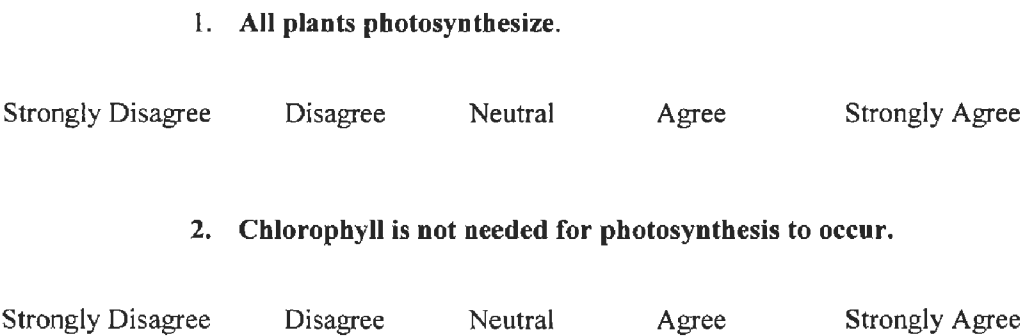 1. All plants photosynthesize.
Strongly Disagree Disagree Neutral Agree Strongly Agree
2. Chlorophyll is not needed for photosynthesis to occur.
Strongly Disagree Disagree Neutral Agree Strongly Agree